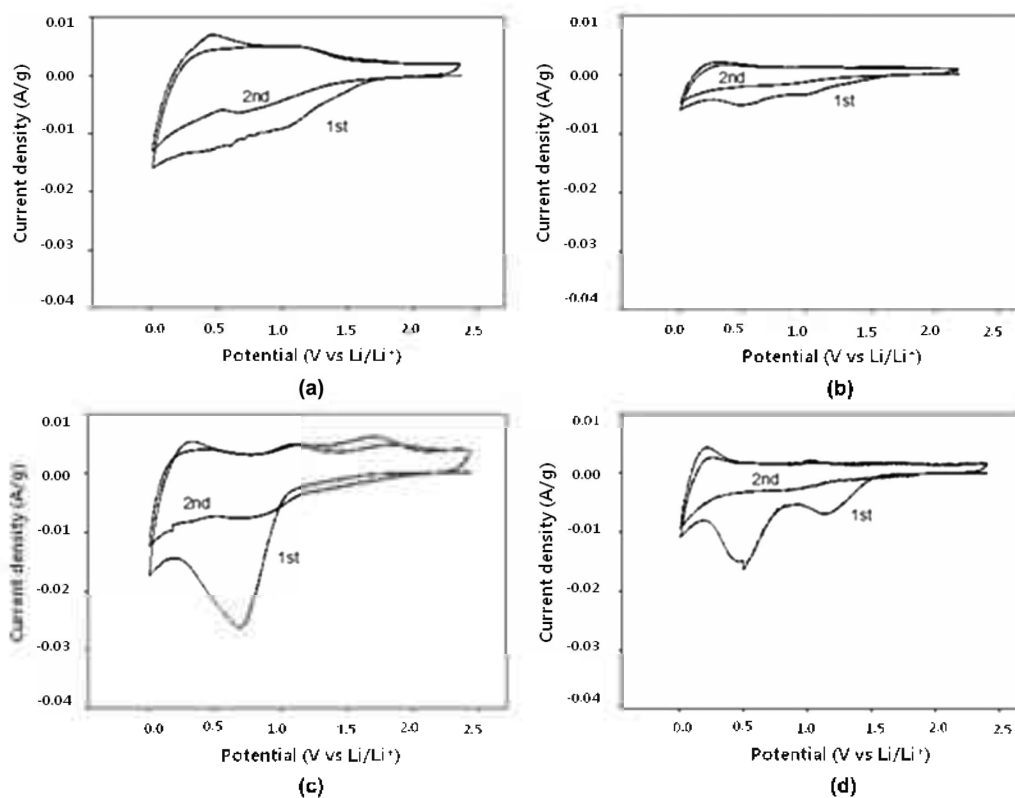 0.01
0.00
-0.01
-0.02
-0.03
-0.04
Current density (A/g)
2nd
1st
0.0 0.5 1.0 1.5 2.0 2.5
Potential (V vs Li/Li⁺)
(a)
0.01
0.00
-0.01
-0.02
-0.03
-0.04
Current density (A/g)
2nd
1st
0.0 0.5 1.0 1.5 2.0 2.5
Potential (V vs Li/Li⁺)
(b)
0.01
0.00
-0.01
-0.02
-0.03
-0.04
Current density (A/g)
2nd
1st
0.0 0.5 1.0 1.5 2.0 2.5
Potential (V vs Li/Li⁺)
(c)
0.01
0.00
-0.01
-0.02
-0.03
-0.04
Current density (A/g)
2nd
1st
0.0 0.5 1.0 1.5 2.0 2.5
Potential (V vs Li/Li⁺)
(d)